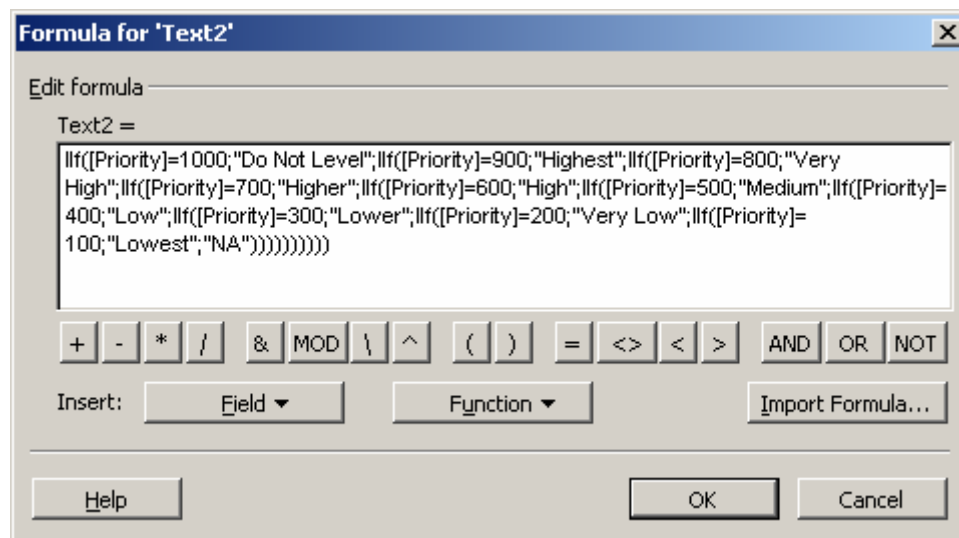 Formula for 'Text2'
Edit formula
Text2 =
IIf([Priority]=1000;"Do Not Level";IIf([Priority]=900;"Highest";IIf([Priority]=800;"Very
High";IIf([Priority]=700;"Higher";IIf([Priority]=600;"High";IIf([Priority]=500;"Medium";IIf([Priority]=
400;"Low";IIf([Priority]=300;"Lower";IIf([Priority]=200;"Very Low";IIf([Priority]=
100;"Lowest";"NA"))))))))))
+ - * / & MOD \ ^ ( ) = <> < > AND OR NOT
Insert: Field Function Import Formula...
Help OK Cancel